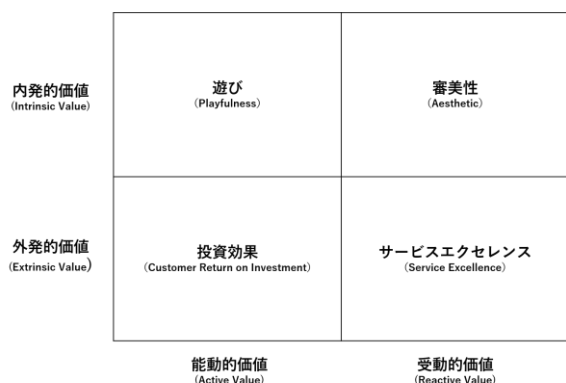 内発的価値
(Intrinsic Value)
遊び
(Playfulness)
審美性
(Aesthetic)
外発的価値
(Extrinsic Value)
投資効果
(Customer Return on Investment)
サービスエクセレンス
(Service Excellence)
能動的価値
(Active Value)
受動的価値
(Reactive Value)